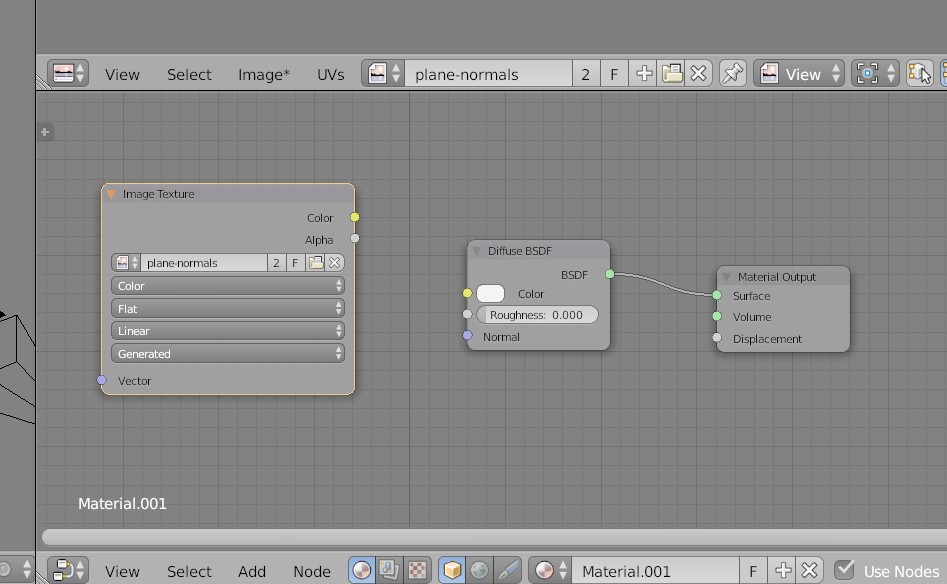 View Select Image* UVs plane-normals 2 F View
Image Texture
Color
Alpha
plane-normals 2 F
Color
Flat
Linear
Generated
Vector
Diffuse BSDF
BSDF
Color
Roughness: 0.000
Normal
Material Output
Surface
Volume
Displacement
Material.001
View Select Add Node Material.001 F Use Nodes